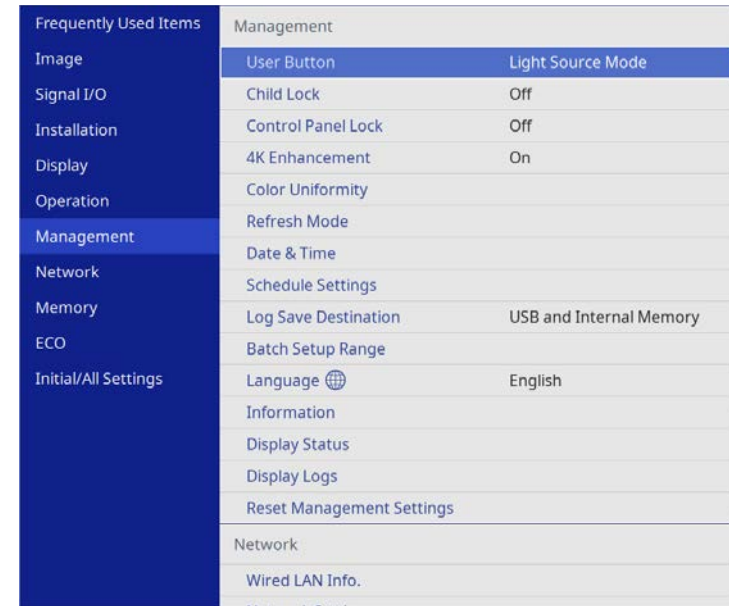 Frequently Used Items
Image
Signal I/O
Installation
Display
Operation
Management
Network
Memory
ECO
Initial/All Settings
Management
User Button Light Source Mode
Child Lock Off
Control Panel Lock Off
4K Enhancement On
Color Uniformity
Refresh Mode
Date & Time
Schedule Settings
Log Save Destination USB and Internal Memory
Batch Setup Range
Language English
Information
Display Status
Display Logs
Reset Management Settings
Network
Wired LAN Info.